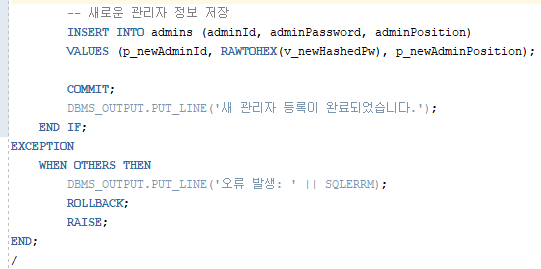 -- 새로운 관리자 정보 저장
INSERT INTO admins (adminId, adminPassword, adminPosition)
VALUES (p_newAdminId, RAWTOHEX(v_newHashedPw), p_newAdminPosition);
COMMIT;
DBMS_OUTPUT.PUT_LINE('새 관리자 등록이 완료되었습니다.');
END IF;
EXCEPTION
WHEN OTHERS THEN
DBMS_OUTPUT.PUT_LINE('오류 발생: ' || SQLERRM);
ROLLBACK;
RAISE;
END;
/